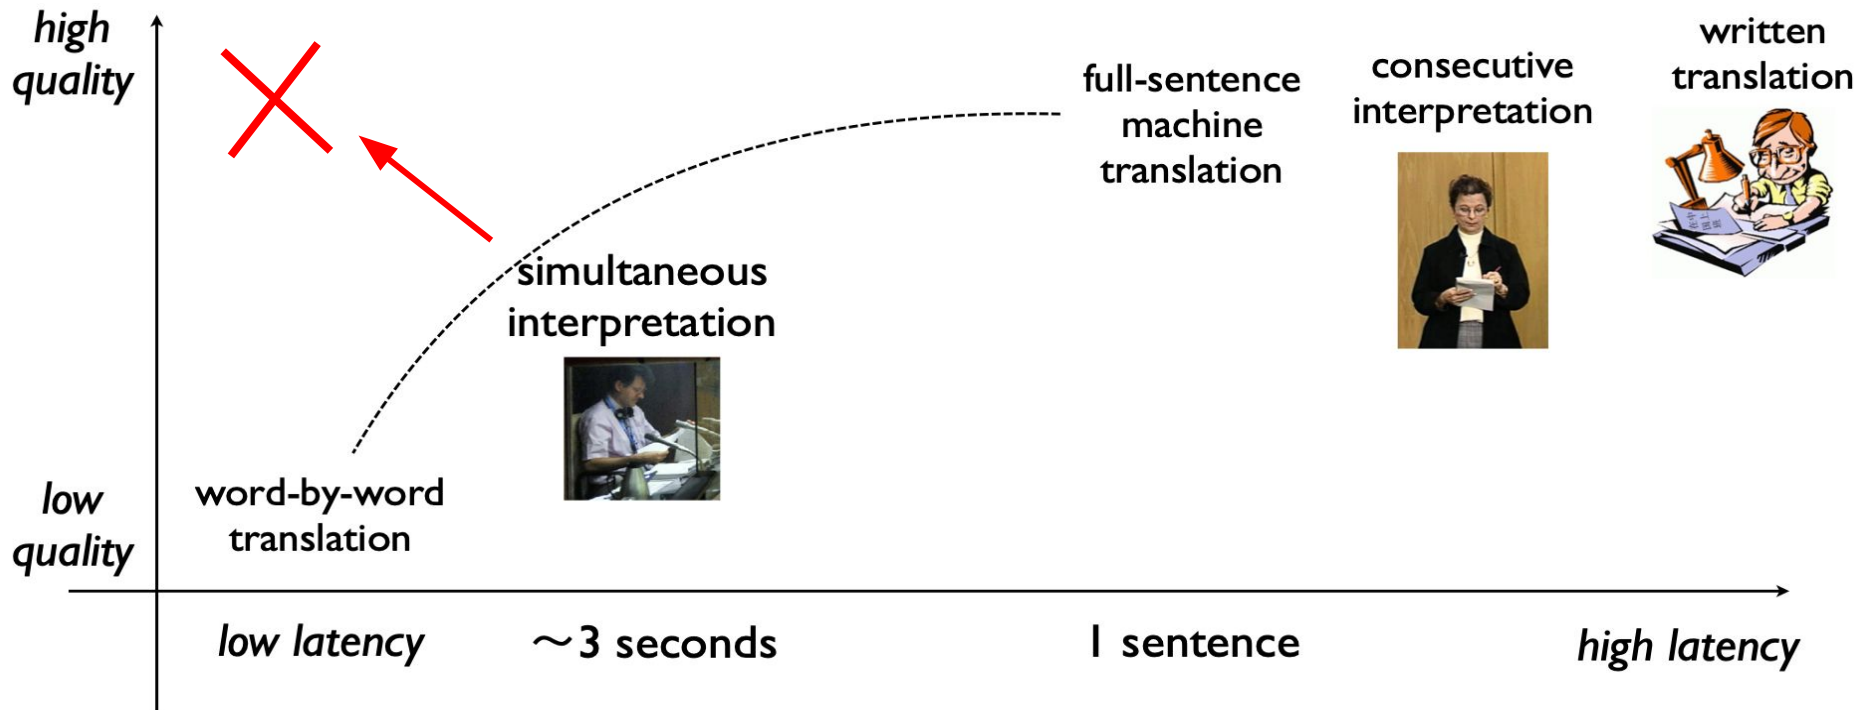 high
quality
written
translation
consecutive
interpretation
full-sentence
machine
translation
simultaneous
interpretation
word-by-word
translation
low
quality
low latency
~3 seconds
1 sentence
high latency